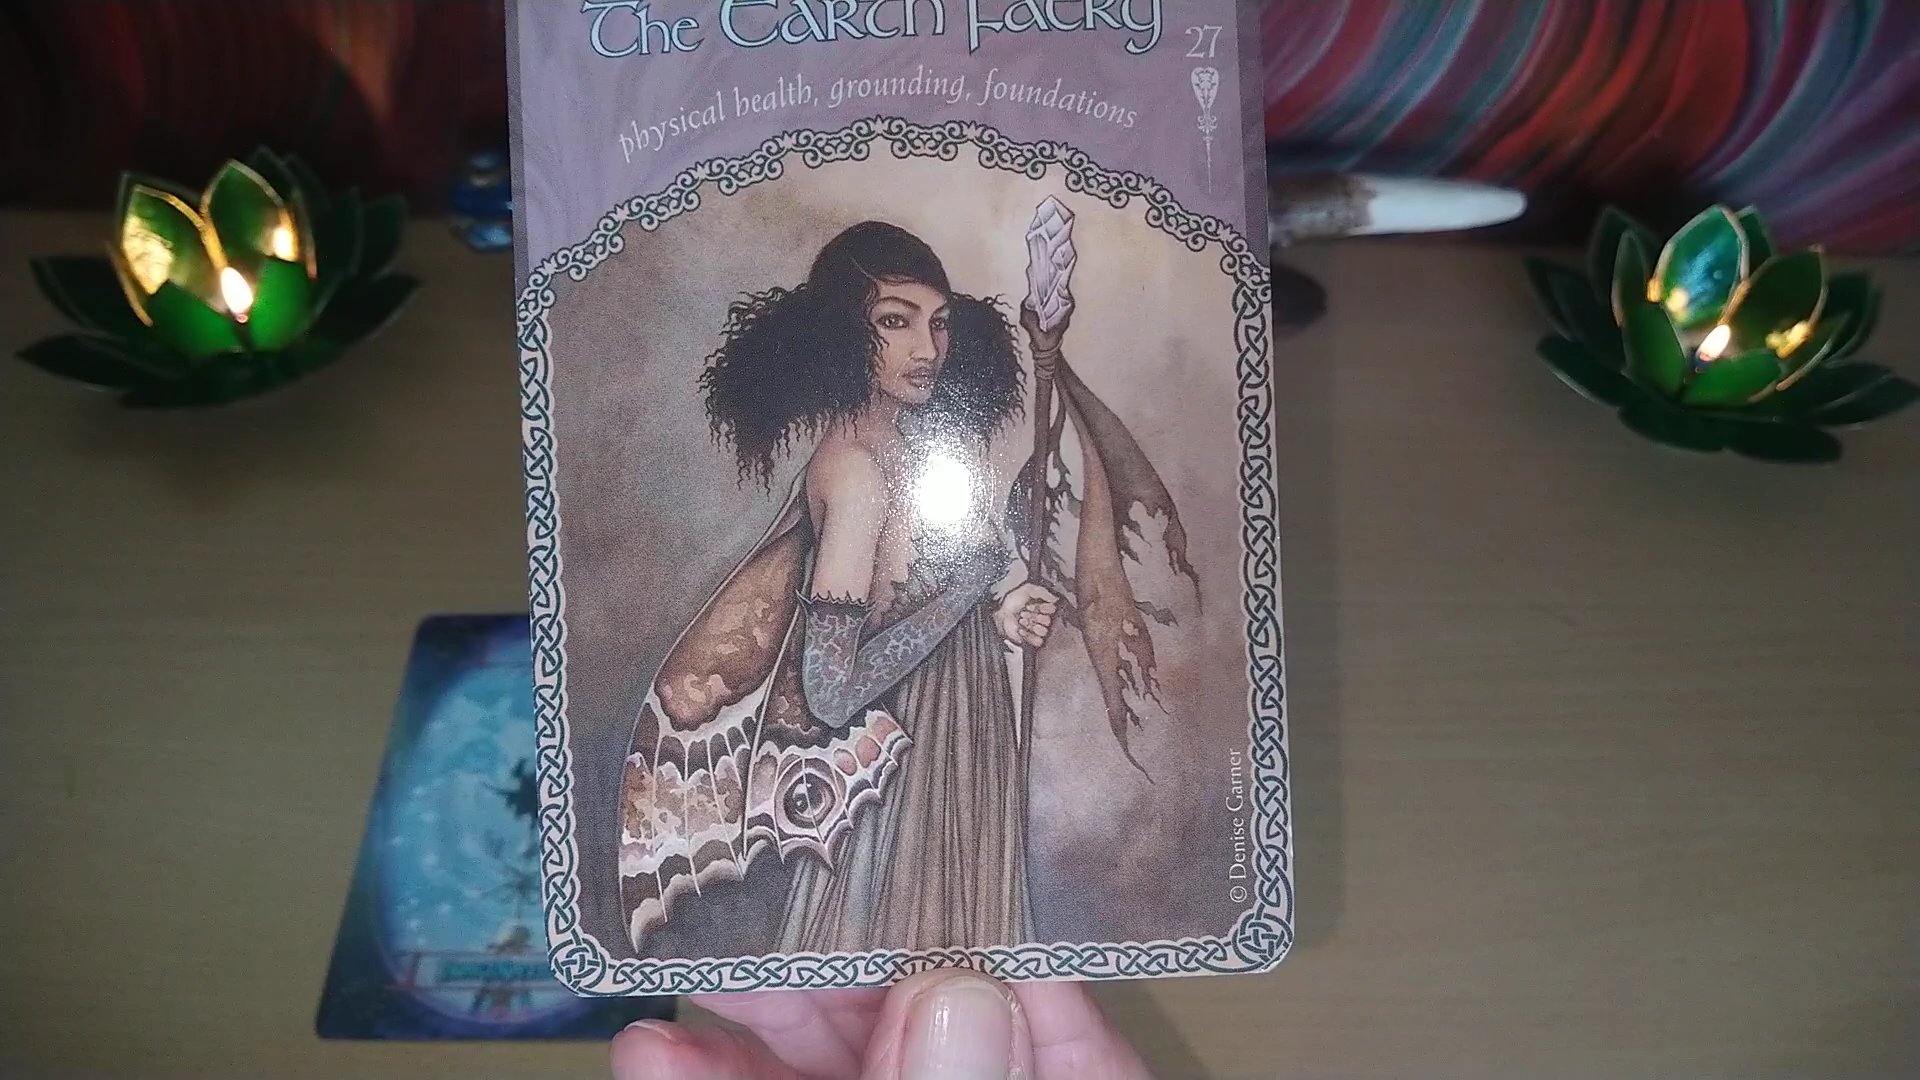 The Earth Faery
27
physical health, grounding, foundations
© Denise Garner